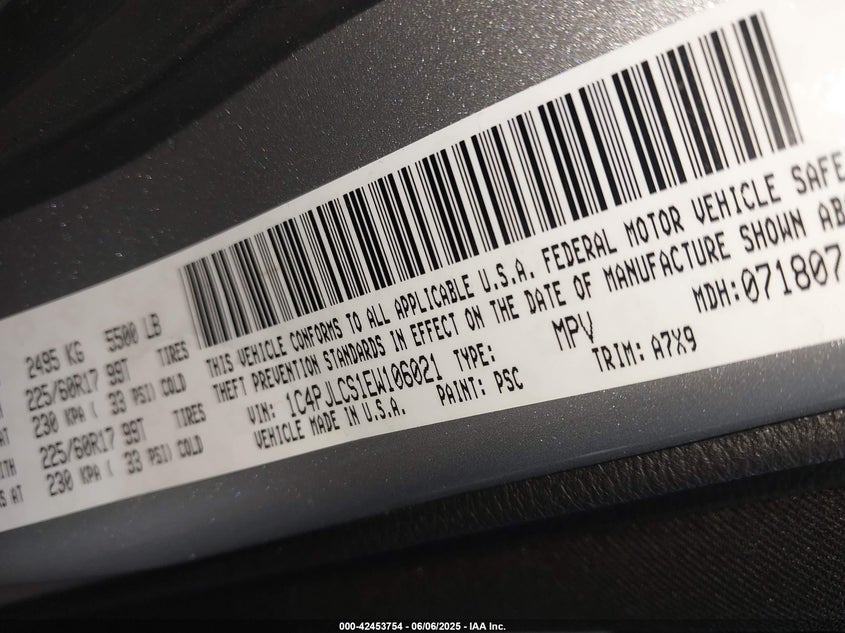 2495 KG 5500 LB
225/60R17 99T TIRES
AT 230 KPA ( 33 PSI) COLD
225/60R17 99T TIRES
AT 230 KPA ( 33 PSI) COLD
THIS VEHICLE CONFORMS TO ALL APPLICABLE U.S.A. FEDERAL MOTOR VEHICLE SAFE
THEFT PREVENTION STANDARDS IN EFFECT ON THE DATE OF MANUFACTURE SHOWN AB
VIN: 1C4PJLCS1EW106021 TYPE: MPV MDH:071807
VEHICLE MADE IN U.S.A. PAINT: PSC TRIM: A7X9
000-42453754 - 06/06/2025 - IAA Inc.